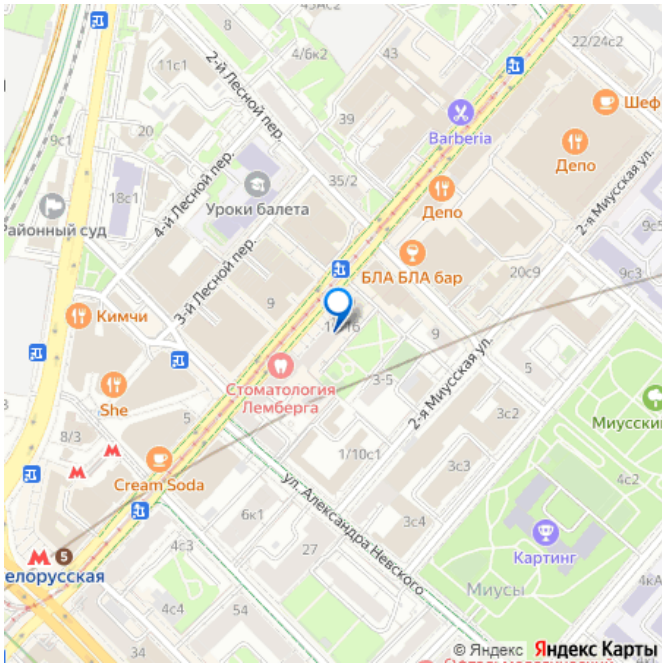 45Ас2
11с1
2-й Лесной пер.
4/6к2
43
22/24с2
Шеф
39
Barberia
20
9с1
Депо
18с1
4-й Лесной пер.
35/2
Уроки балета
Депо
2-я Миусская ул.
Районный суд
3-й Лесной пер.
БЛА БЛА бар
20с9
9с5
9с3
9
Кимчи
9
5
Стоматология
Лемберга
3-5
2-я Миусская ул.
She
5
3с2
Миусский
8/3
1/10с1
3с3
4с2
Cream Soda
ул. Александра Невского
6к1
3с4
Картинг
5
елорусская
4с3
27
Миусы
4кА
4с4
54
34
© Яндекс Яндекс Карты